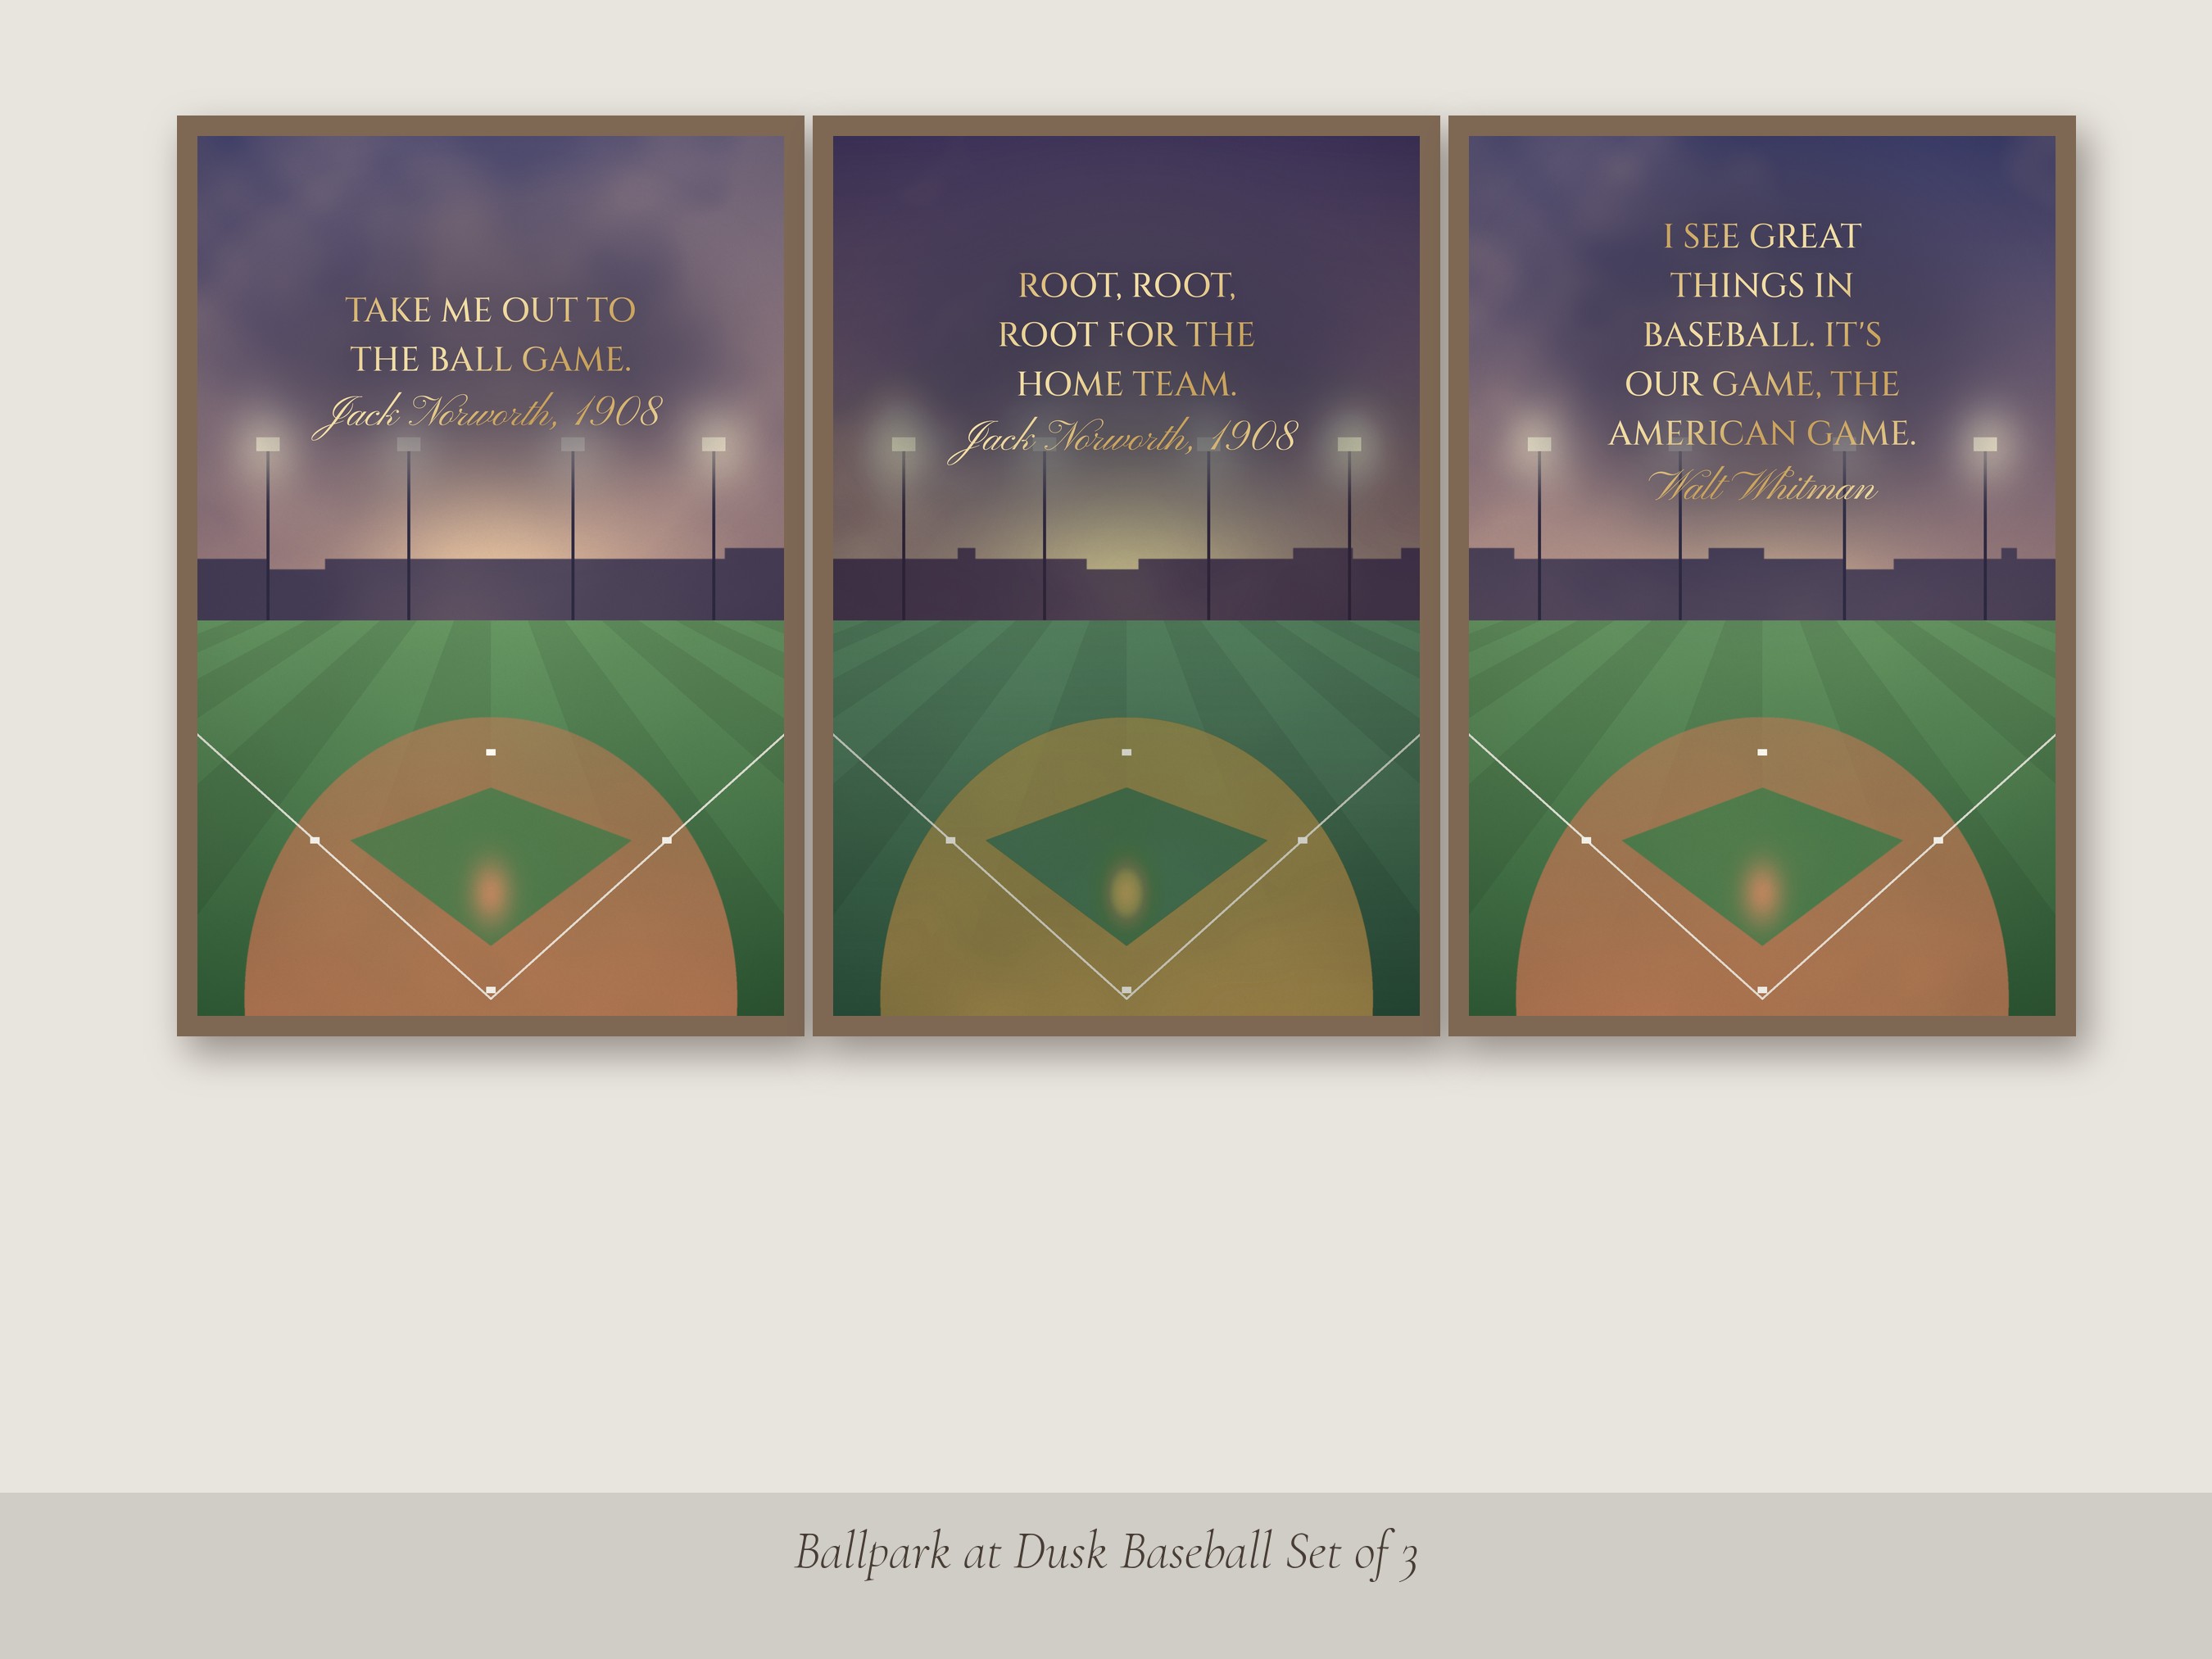 TAKE ME OUT TO
THE BALL GAME.
Jack Norworth, 1908
ROOT, ROOT,
ROOT FOR THE
HOME TEAM.
Jack Norworth, 1908
I SEE GREAT
THINGS IN
BASEBALL. IT'S
OUR GAME, THE
AMERICAN GAME.
Walt Whitman
Ballpark at Dusk Baseball Set of 3